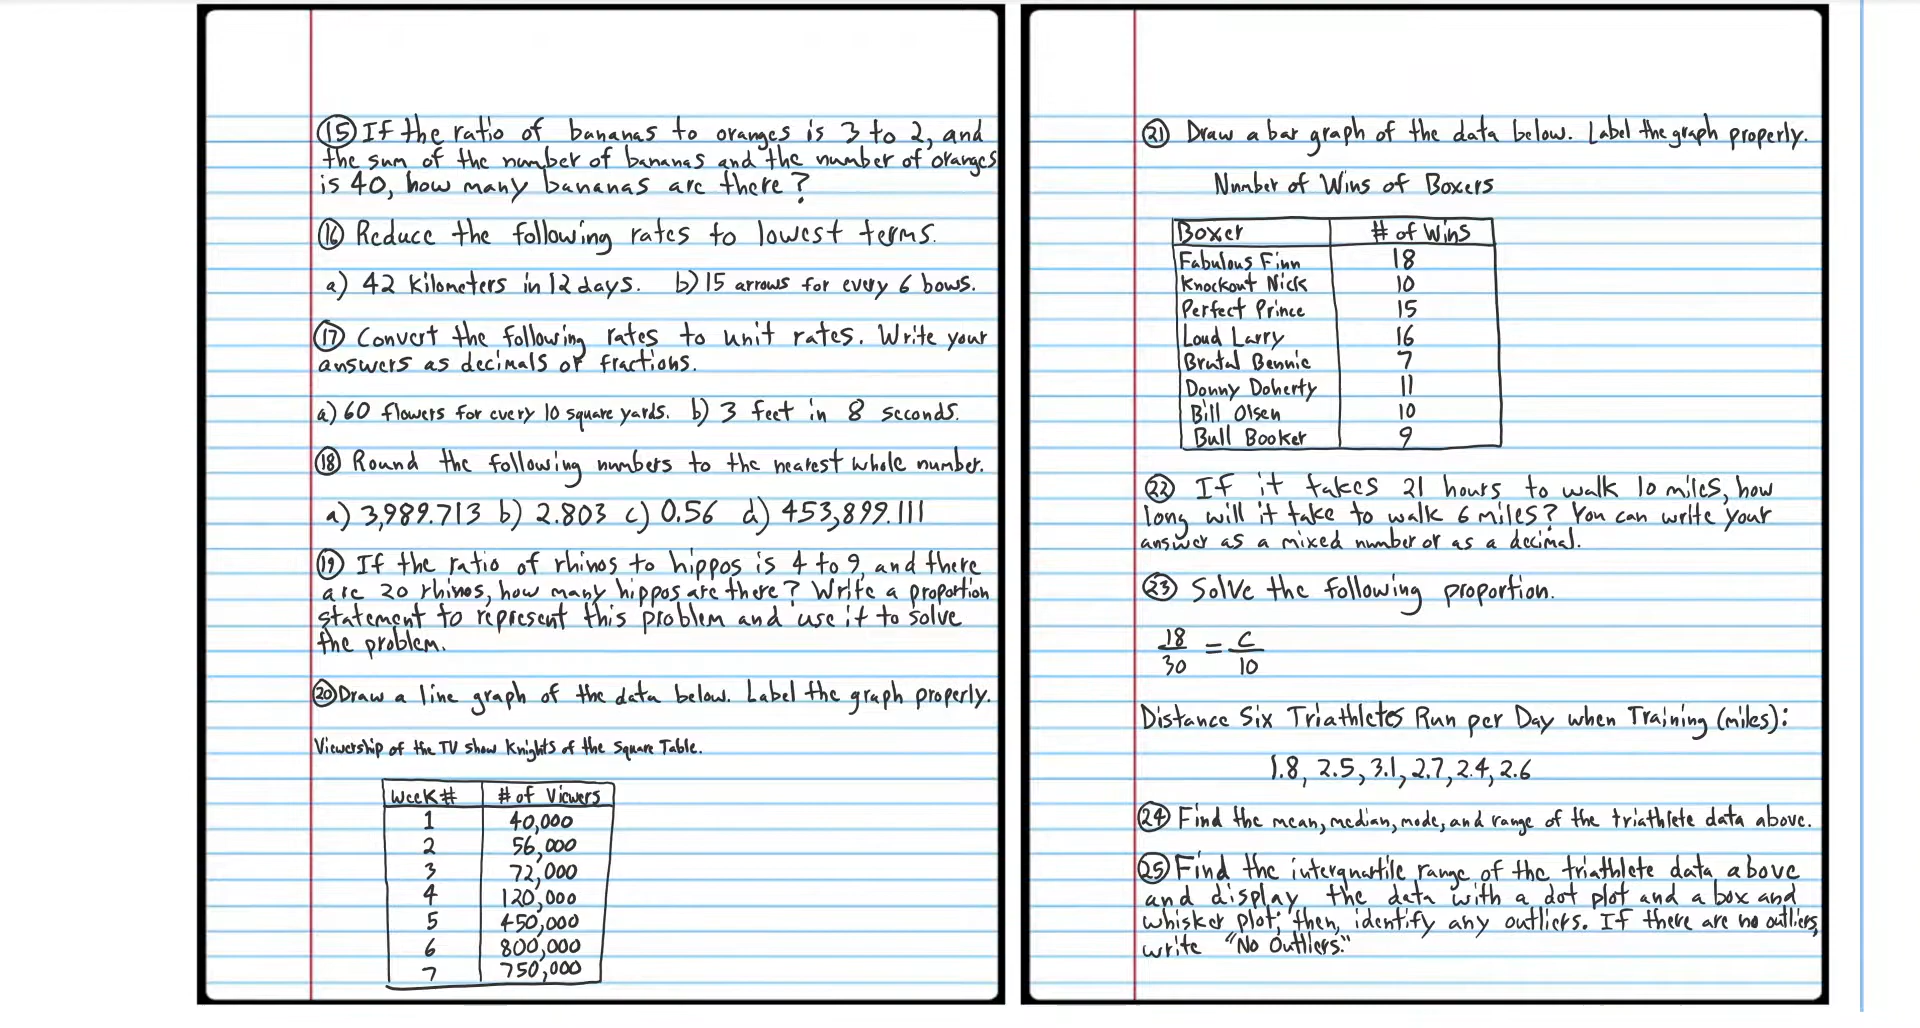 15 If the ratio of bananas to oranges is 3 to 2, and
the sum of the number of bananas and the number of oranges
is 40, how many bananas are there?
16 Reduce the following rates to lowest terms.
a) 42 kilometers in 12 days. b) 15 arrows for every 6 bows.
17 Convert the following rates to unit rates. Write your
answers as decimals or fractions.
a) 60 flowers for every 10 square yards. b) 3 feet in 8 seconds.
18 Round the following numbers to the nearest whole number.
a) 3,989.713 b) 2.803 c) 0.56 d) 453,899.111
19 If the ratio of rhinos to hippos is 4 to 9, and there
are 20 rhinos, how many hippos are there? Write a proportion
statement to represent this problem and use it to solve
the problem.
20 Draw a line graph of the data below. Label the graph properly.
Viewership of the TV show Knights of the Square Table.
Week # # of Viewers
1 40,000
2 56,000
3 72,000
4 120,000
5 450,000
6 800,000
7 750,000
21 Draw a bar graph of the data below. Label the graph properly.
Number of Wins of Boxers
Boxer # of Wins
Fabulous Finn 18
Knockout Nick 10
Perfect Prince 15
Loud Larry 16
Brutal Bennie 7
Donny Doherty 11
Bill Olsen 10
Bull Booker 9
22 If it takes 21 hours to walk 10 miles, how
long will it take to walk 6 miles? You can write your
answer as a mixed number or as a decimal.
23 Solve the following proportion.
18/30 = c/10
Distance Six Triathletes Run per Day when Training (miles):
1.8, 2.5, 3.1, 2.7, 2.4, 2.6
24 Find the mean, median, mode, and range of the triathlete data above.
25 Find the interquartile range of the triathlete data above
and display the data with a dot plot and a box and
whisker plot; then, identify any outliers. If there are no outliers,
write "No Outliers."